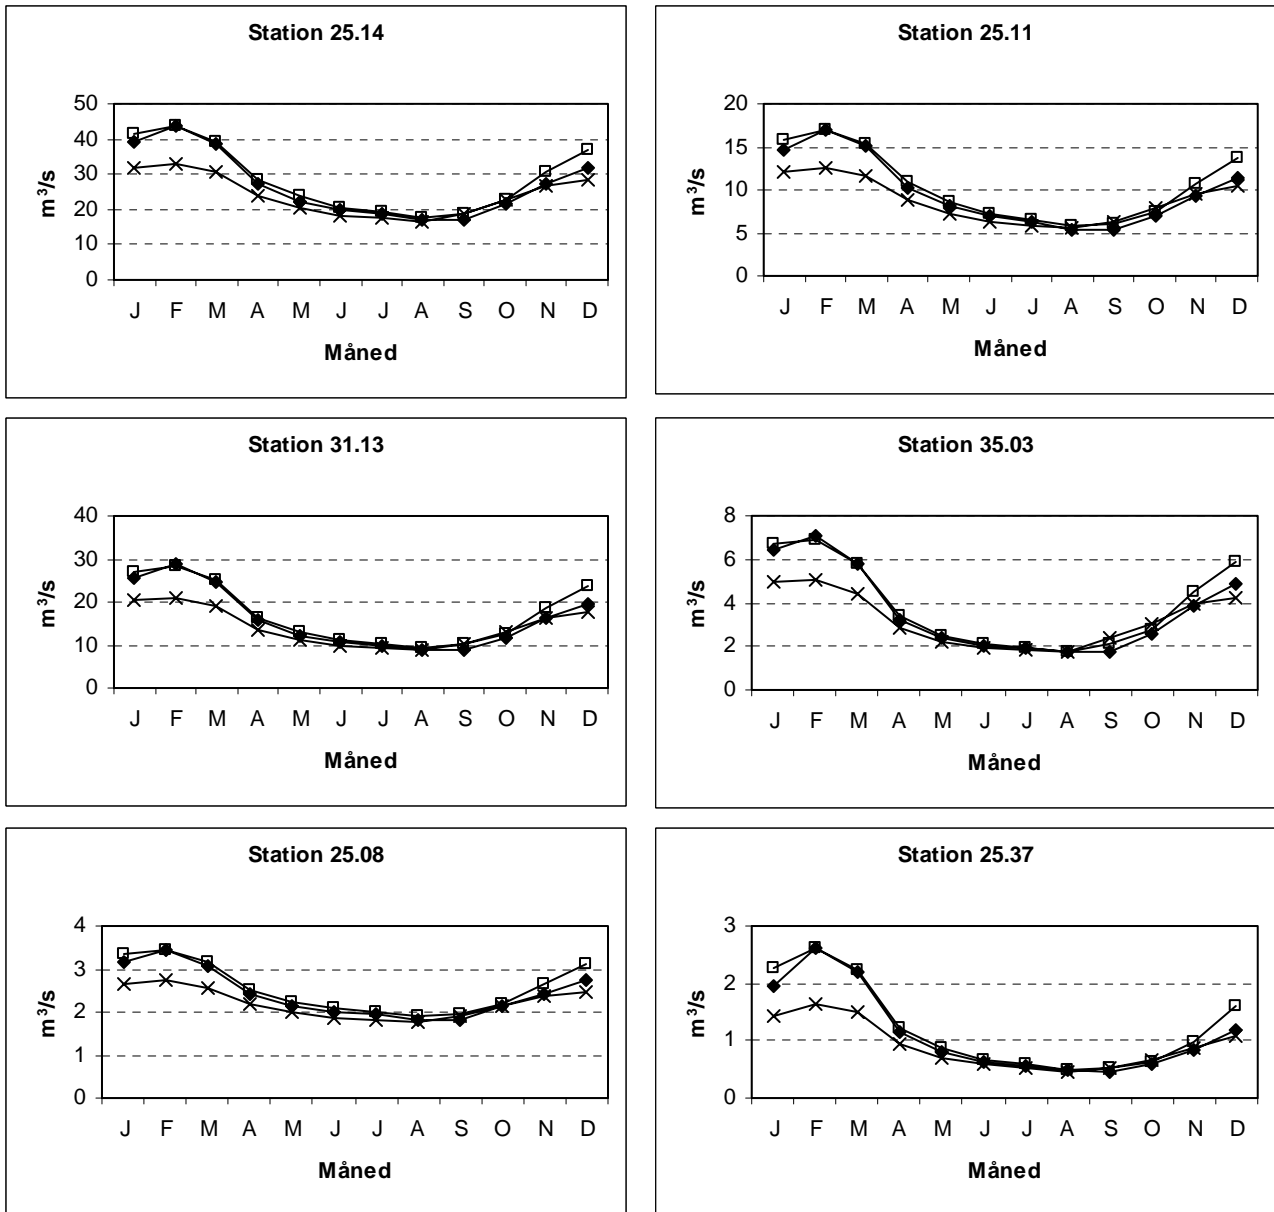 Station 25.14
50
40
30
20
10
0
m³/s
J F M A M J J A S O N D
Måned
Station 25.11
20
15
10
5
0
m³/s
J F M A M J J A S O N D
Måned
Station 31.13
40
30
20
10
0
m³/s
J F M A M J J A S O N D
Måned
Station 35.03
8
6
4
2
0
m³/s
J F M A M J J A S O N D
Måned
Station 25.08
4
3
2
1
0
m³/s
J F M A M J J A S O N D
Måned
Station 25.37
3
2
1
0
m³/s
J F M A M J J A S O N D
Måned